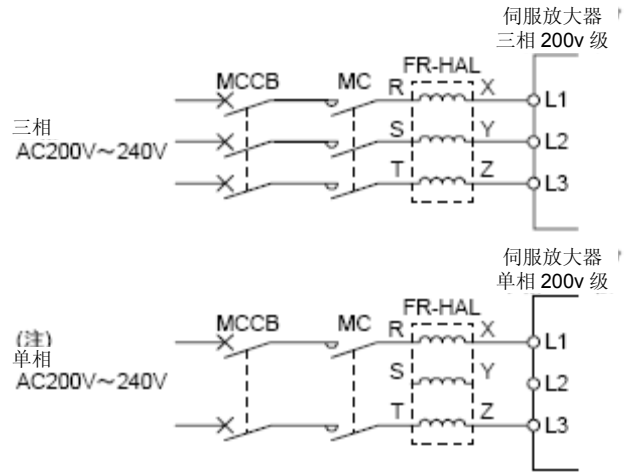 伺服放大器
三相 200v 级
FR-HAL
MCCB MC R X L1
S Y L2
三相
AC200V～240V
T Z L3
伺服放大器
单相 200v 级
FR-HAL
MCCB MC R X L1
(注)
单相
AC200V～240V
S Y L2
T Z L3